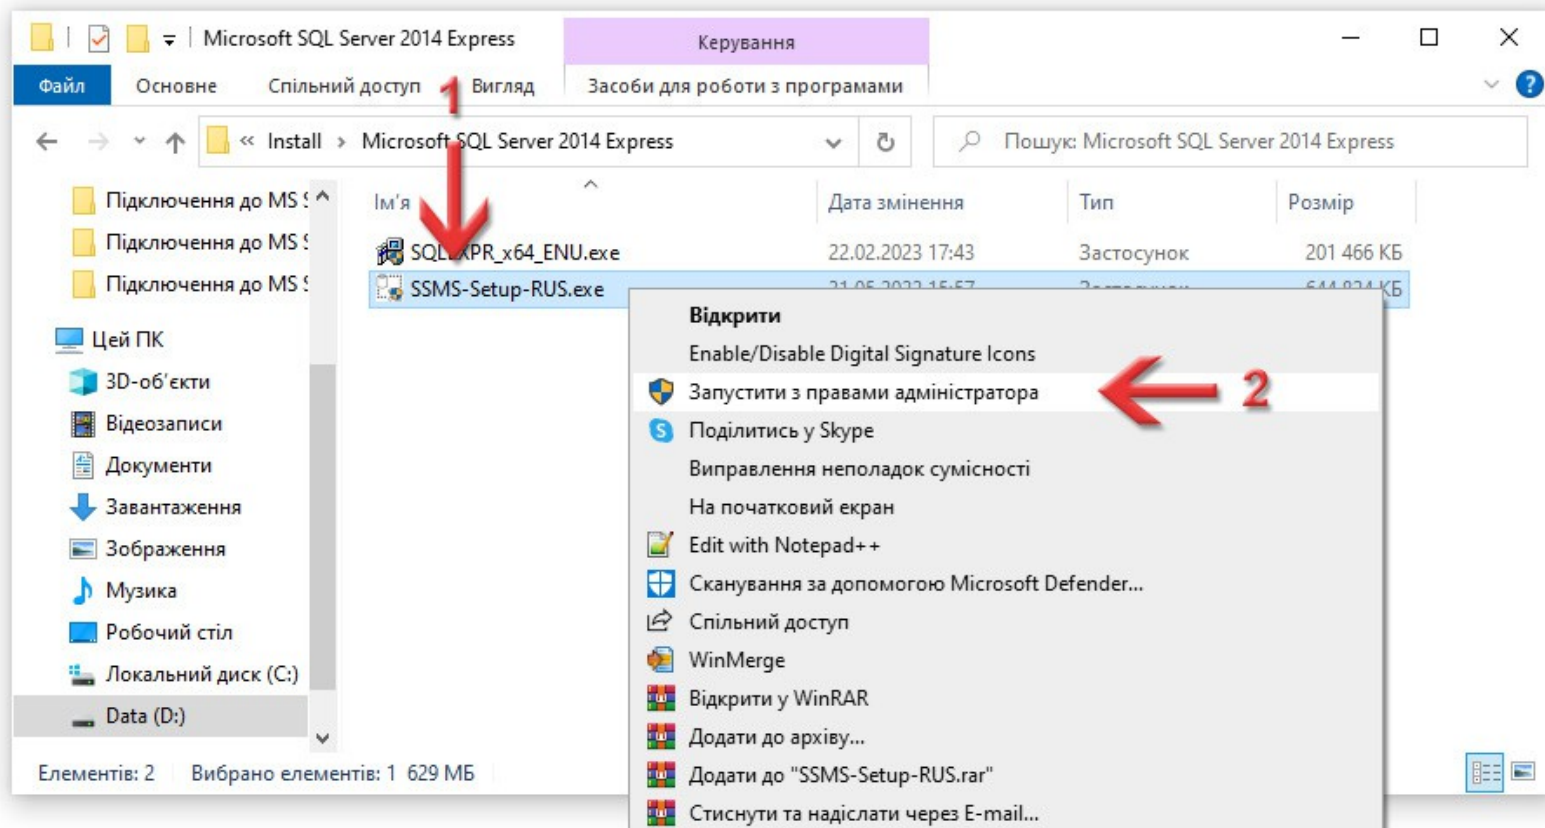 Microsoft SQL Server 2014 Express
Керування
Файл Основне Спільний доступ Вигляд Засоби для роботи з програмами
1
« Install › Microsoft SQL Server 2014 Express
Пошук: Microsoft SQL Server 2014 Express
Ім'я Дата змінення Тип Розмір
SQLEXPR_x64_ENU.exe 22.02.2023 17:43 Застосунок 201 466 КБ
SSMS-Setup-RUS.exe
Підключення до MS
Підключення до MS
Підключення до MS
Цей ПК
3D-об'єкти
Відеозаписи
Документи
Завантаження
Зображення
Музика
Робочий стіл
Локальний диск (C:)
Data (D:)
Відкрити
Enable/Disable Digital Signature Icons
Запустити з правами адміністратора
2
Поділитись у Skype
Виправлення неполадок сумісності
На початковий екран
Edit with Notepad++
Сканування за допомогою Microsoft Defender...
Спільний доступ
WinMerge
Відкрити у WinRAR
Додати до архіву...
Додати до "SSMS-Setup-RUS.rar"
Стиснути та надіслати через E-mail...
Елементів: 2 Вибрано елементів: 1 629 МБ